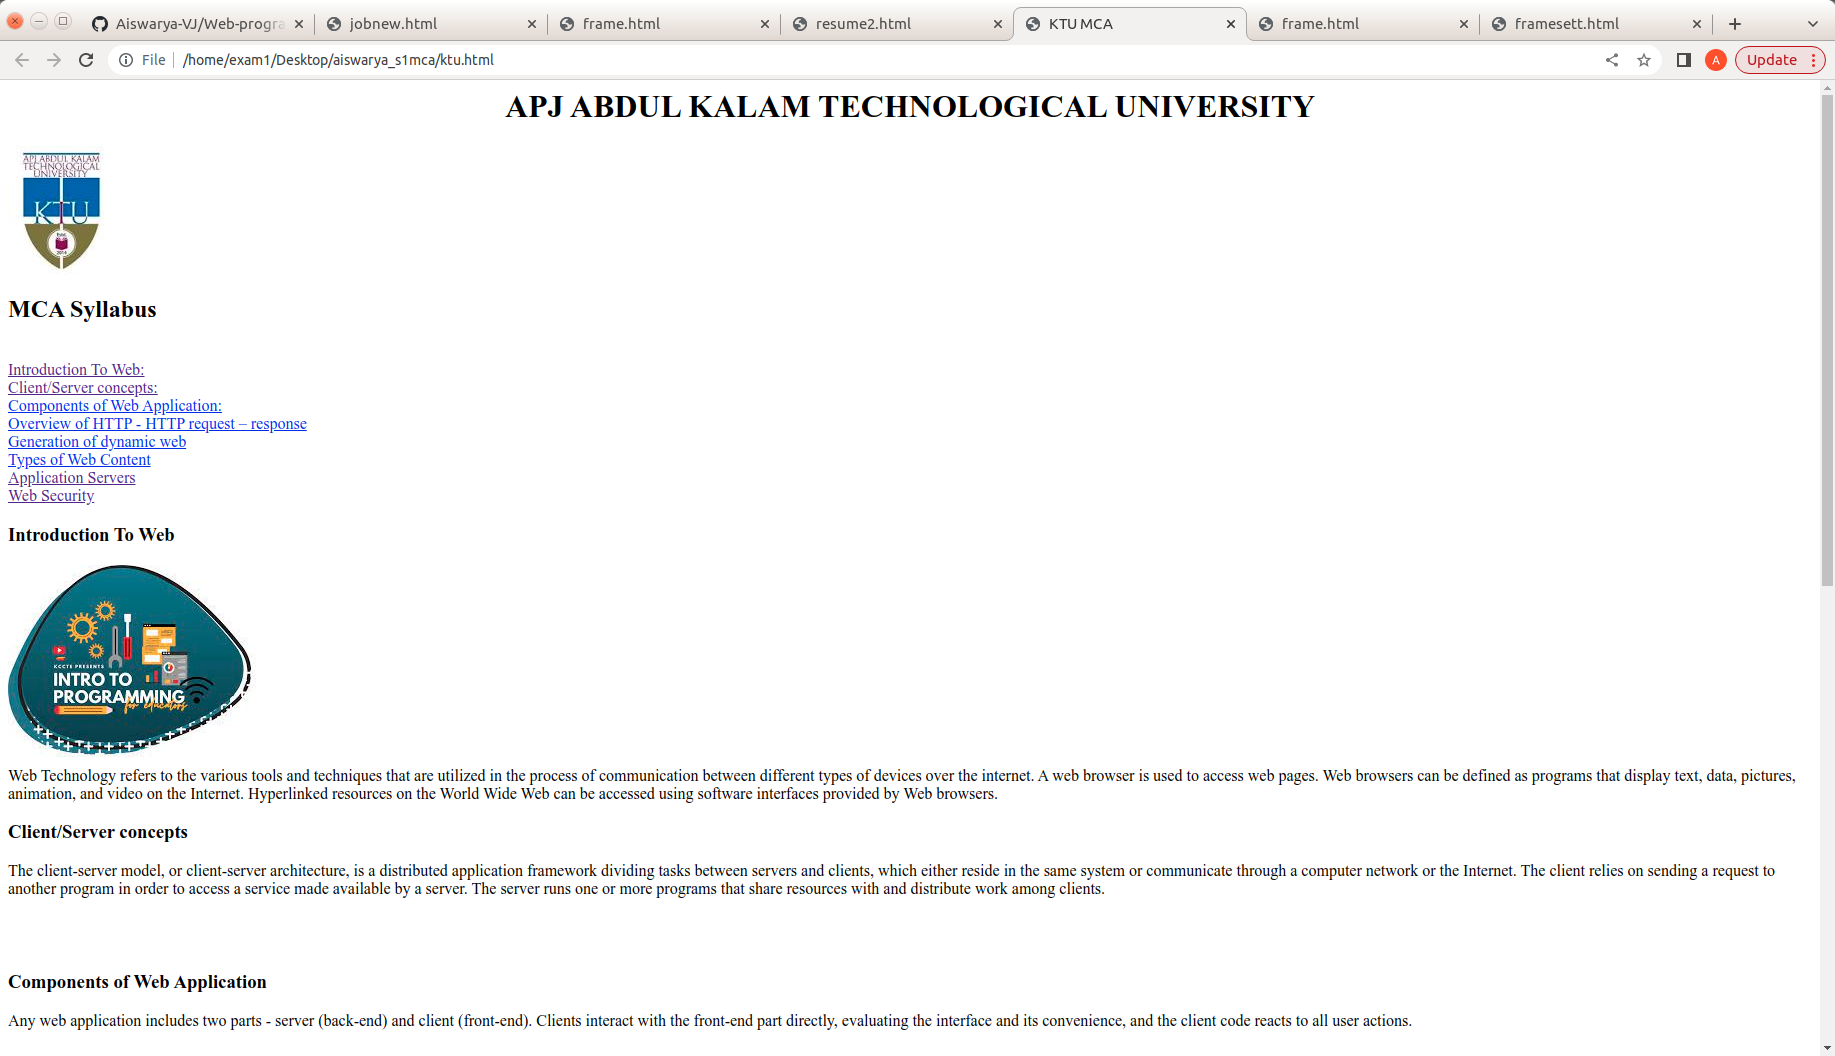 Aiswarya-VJ/Web-progra
jobnew.html
frame.html
resume2.html
KTU MCA
frame.html
framesett.html
File
/home/exam1/Desktop/aiswarya_s1mca/ktu.html
A
Update
APJ ABDUL KALAM TECHNOLOGICAL UNIVERSITY
APJ ABDUL KALAM
TECHNOLOGICAL
UNIVERSITY
KTU
Estd.
2014
MCA Syllabus
Introduction To Web:
Client/Server concepts:
Components of Web Application:
Overview of HTTP - HTTP request – response
Generation of dynamic web
Types of Web Content
Application Servers
Web Security
Introduction To Web
KCCTE PRESENTS
INTRO TO
PROGRAMMING
for educators
Web Technology refers to the various tools and techniques that are utilized in the process of communication between different types of devices over the internet. A web browser is used to access web pages. Web browsers can be defined as programs that display text, data, pictures,
animation, and video on the Internet. Hyperlinked resources on the World Wide Web can be accessed using software interfaces provided by Web browsers.
Client/Server concepts
The client-server model, or client-server architecture, is a distributed application framework dividing tasks between servers and clients, which either reside in the same system or communicate through a computer network or the Internet. The client relies on sending a request to
another program in order to access a service made available by a server. The server runs one or more programs that share resources with and distribute work among clients.
Components of Web Application
Any web application includes two parts - server (back-end) and client (front-end). Clients interact with the front-end part directly, evaluating the interface and its convenience, and the client code reacts to all user actions.